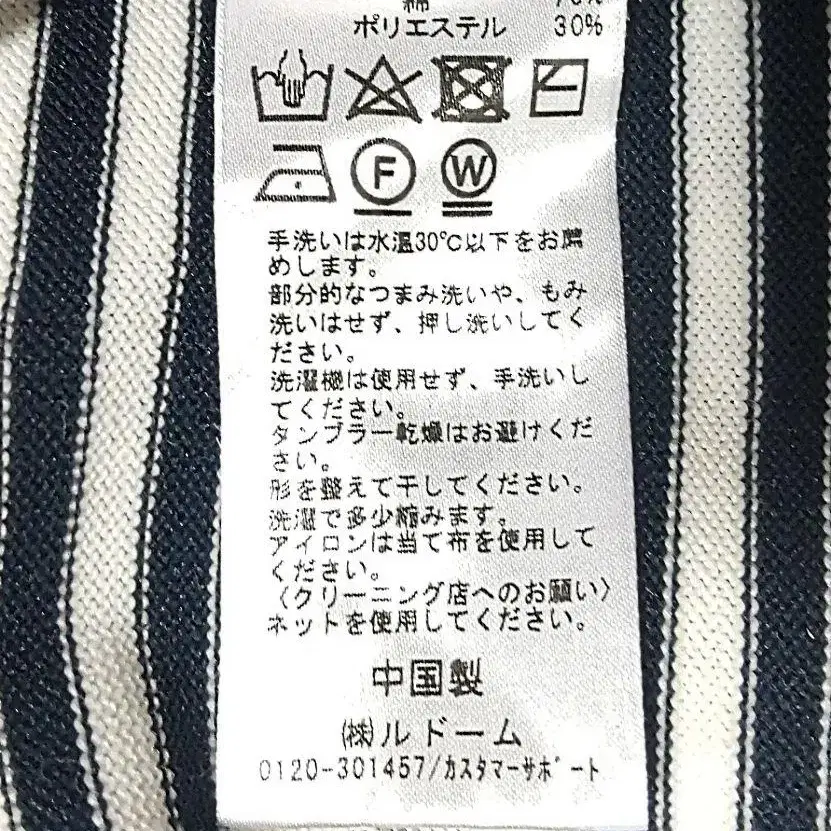 綿 70%
ポリエステル 30%
F W
手洗いは水温30℃以下をお薦
めします。
部分的なつまみ洗いや、もみ
洗いはせず、押し洗いしてく
ださい。
洗濯機は使用せず、手洗いし
てください。
タンブラー乾燥はお避けくだ
さい。
形を整えて干してください。
洗濯で多少縮みます。
アイロンは当て布を使用して
ください。
〈クリーニング店へのお願い〉
ネットを使用してください。
中国製
㈱ルドーム
0120-301457/カスタマーサポート